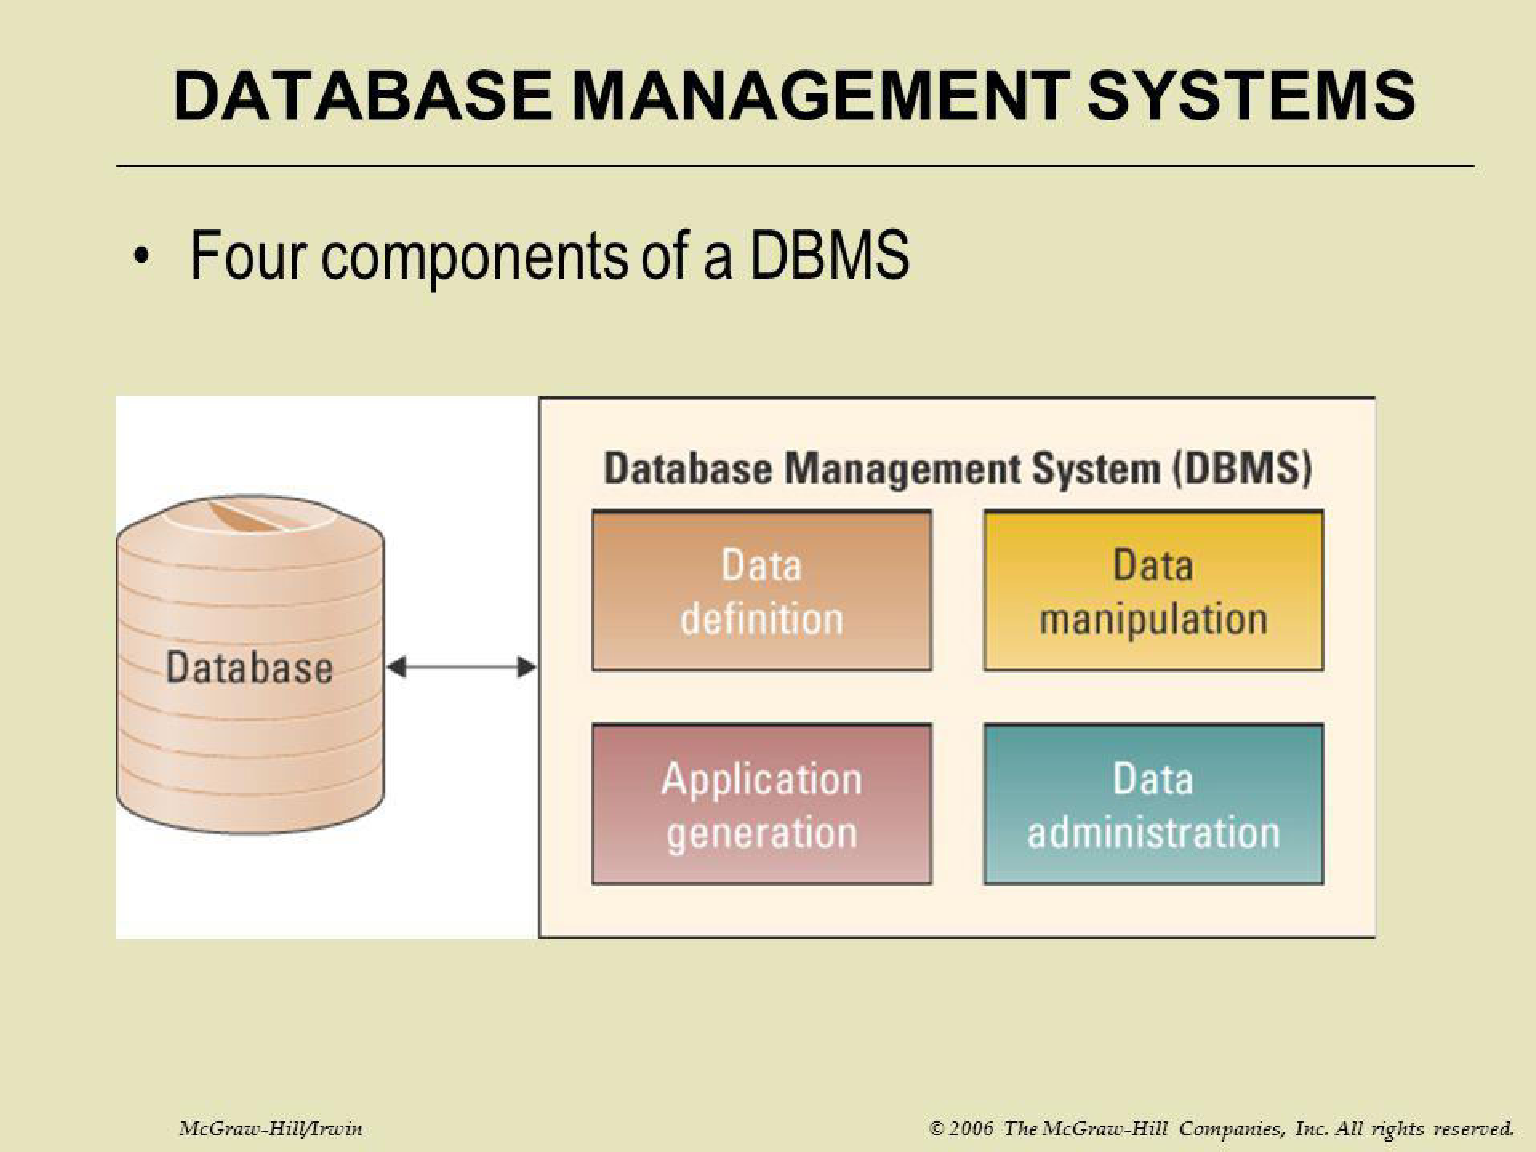 DATABASE MANAGEMENT SYSTEMS
• Four components of a DBMS
Database Management System (DBMS)
Data
definition
Data
manipulation
Database
Application
generation
Data
administration
McGraw-Hill/Irwin
© 2006 The McGraw-Hill Companies, Inc. All rights reserved.